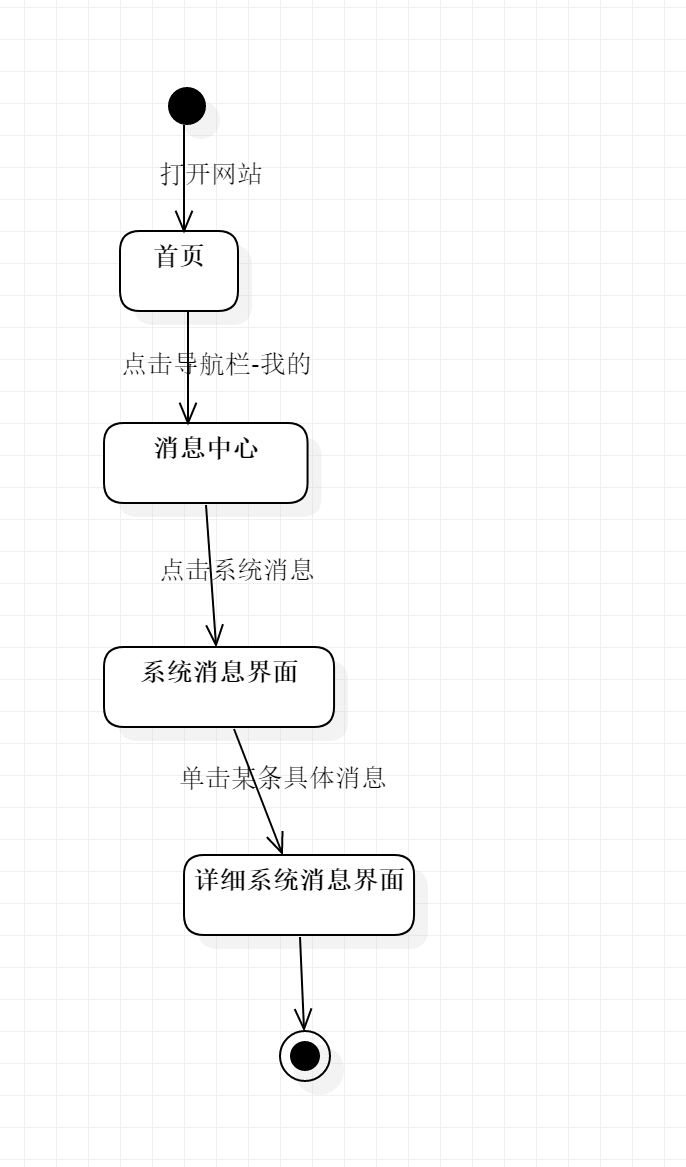 打开网站
首页
点击导航栏-我的
消息中心
点击系统消息
系统消息界面
单击某条具体消息
详细系统消息界面